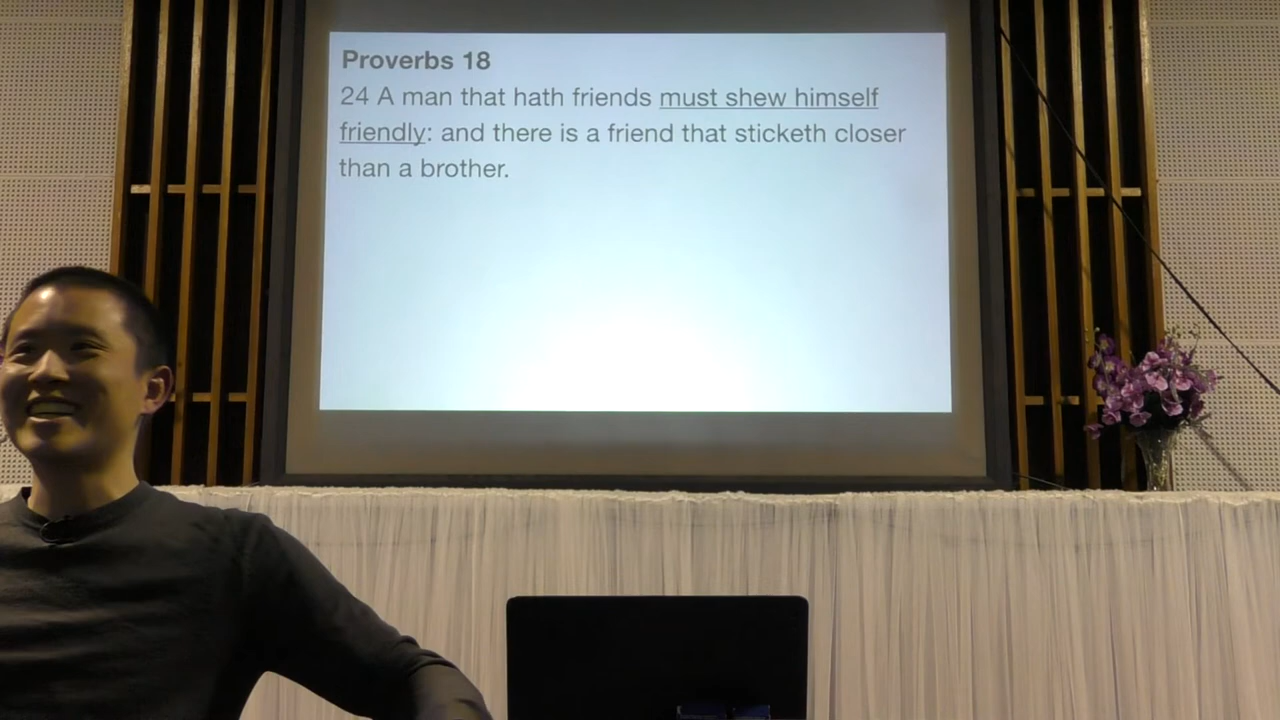 Proverbs 18
24 A man that hath friends must shew himself
friendly: and there is a friend that sticketh closer
than a brother.